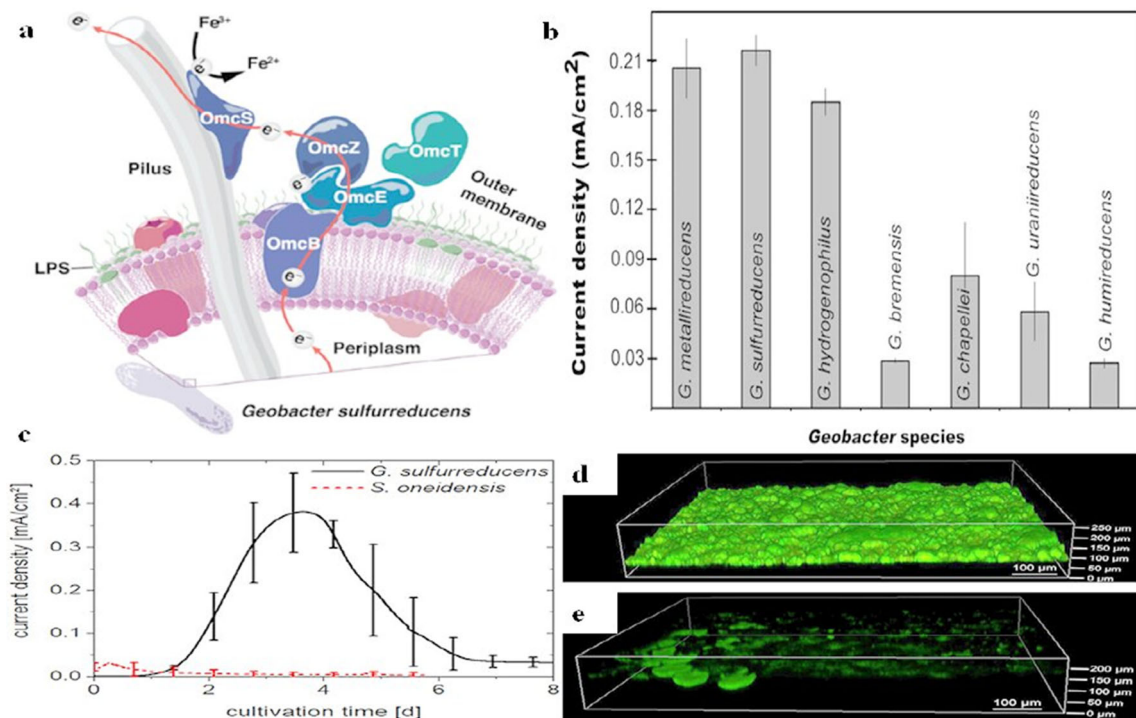 a
e⁻
Fe³⁺
e⁻
Fe²⁺
OmcS
e⁻
OmcZ
OmcT
Pilus
e⁻
OmcE
Outer
membrane
OmcB
LPS
e⁻
e⁻
Periplasm
Geobacter sulfurreducens
b
Current density (mA/cm²)
0.21
0.18
0.15
0.12
0.09
0.06
0.03
G. metallireducens
G. sulfurreducens
G. hydrogenophilus
G. bremensis
G. chapellei
G. uraniireducens
G. humireducens
Geobacter species
c
current density [mA/cm²]
0.5
0.4
0.3
0.2
0.1
0.0
G. sulfurreducens
S. oneidensis
0
2
4
6
8
cultivation time [d]
d
250 µm
200 µm
150 µm
100 µm
50 µm
0 µm
100 µm
e
200 µm
150 µm
100 µm
50 µm
0 µm
100 µm